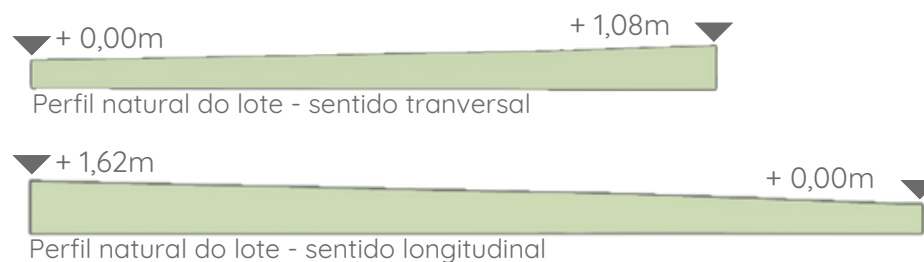 + 0,00m
+ 1,08m
Perfil natural do lote - sentido tranversal
+ 1,62m
+ 0,00m
Perfil natural do lote - sentido longitudinal